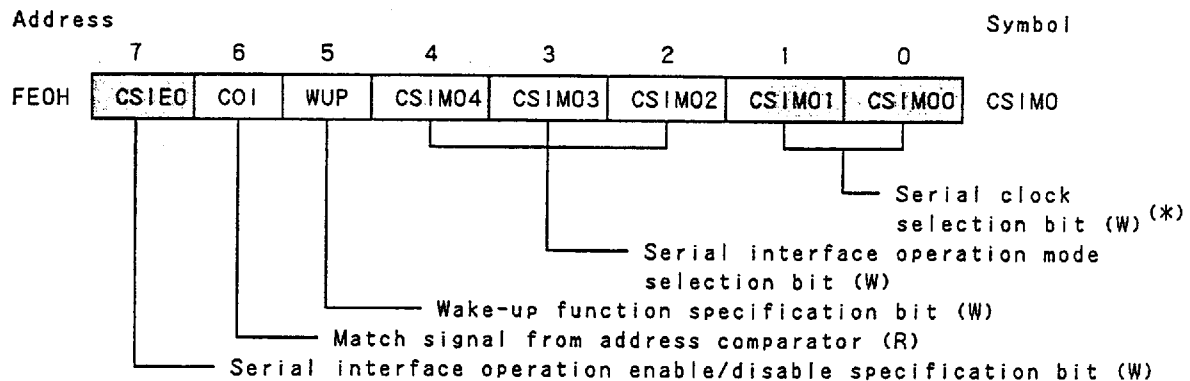 Address Symbol
7 6 5 4 3 2 1 0
FE0H CSIE0 COI WUP CSIM04 CSIM03 CSIM02 CSIM01 CSIM00 CSIM0
Serial clock
selection bit (W) (*)
Serial interface operation mode
selection bit (W)
Wake-up function specification bit (W)
Match signal from address comparator (R)
Serial interface operation enable/disable specification bit (W)